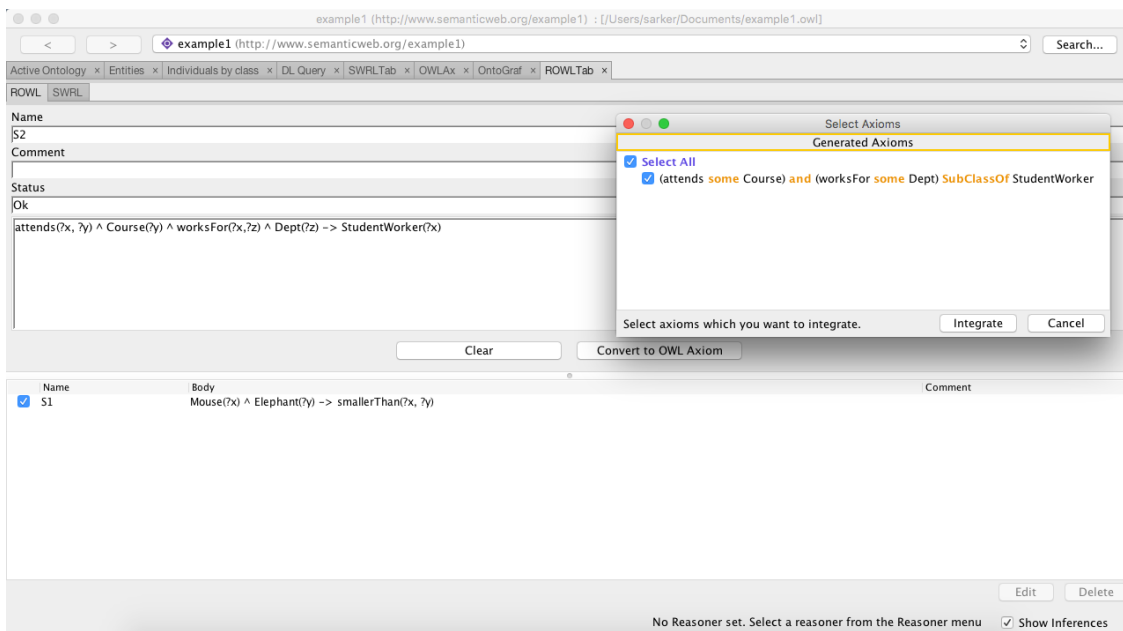 example1 (http://www.semanticweb.org/example1) : [/Users/sarker/Documents/example1.owl]
< > example1 (http://www.semanticweb.org/example1) Search...
Active Ontology × Entities × Individuals by class × DL Query × SWRLTab × OWLAx × OntoGraf × ROWLTab ×
ROWL SWRL
Name
S2
Comment
Status
Ok
attends(?x, ?y) ^ Course(?y) ^ worksFor(?x,?z) ^ Dept(?z) -> StudentWorker(?x)
Select Axioms
Generated Axioms
Select All
(attends some Course) and (worksFor some Dept) SubClassOf StudentWorker
Select axioms which you want to integrate. Integrate Cancel
Clear Convert to OWL Axiom
Name Body Comment
S1 Mouse(?x) ^ Elephant(?y) -> smallerThan(?x, ?y)
Edit Delete
No Reasoner set. Select a reasoner from the Reasoner menu Show Inferences